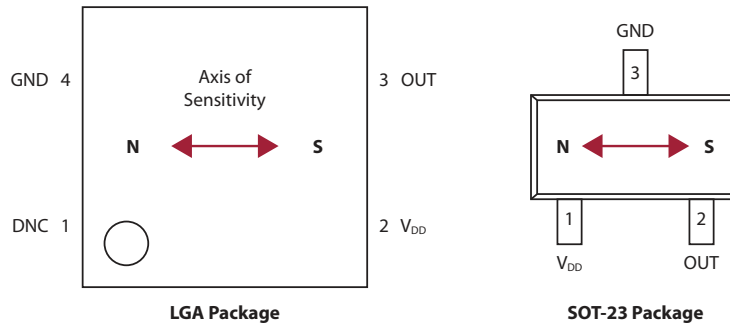 GND 4
Axis of
Sensitivity
3 OUT
N
S
DNC 1
2 VDD
LGA Package
GND
3
N
S
1
2
VDD
OUT
SOT-23 Package